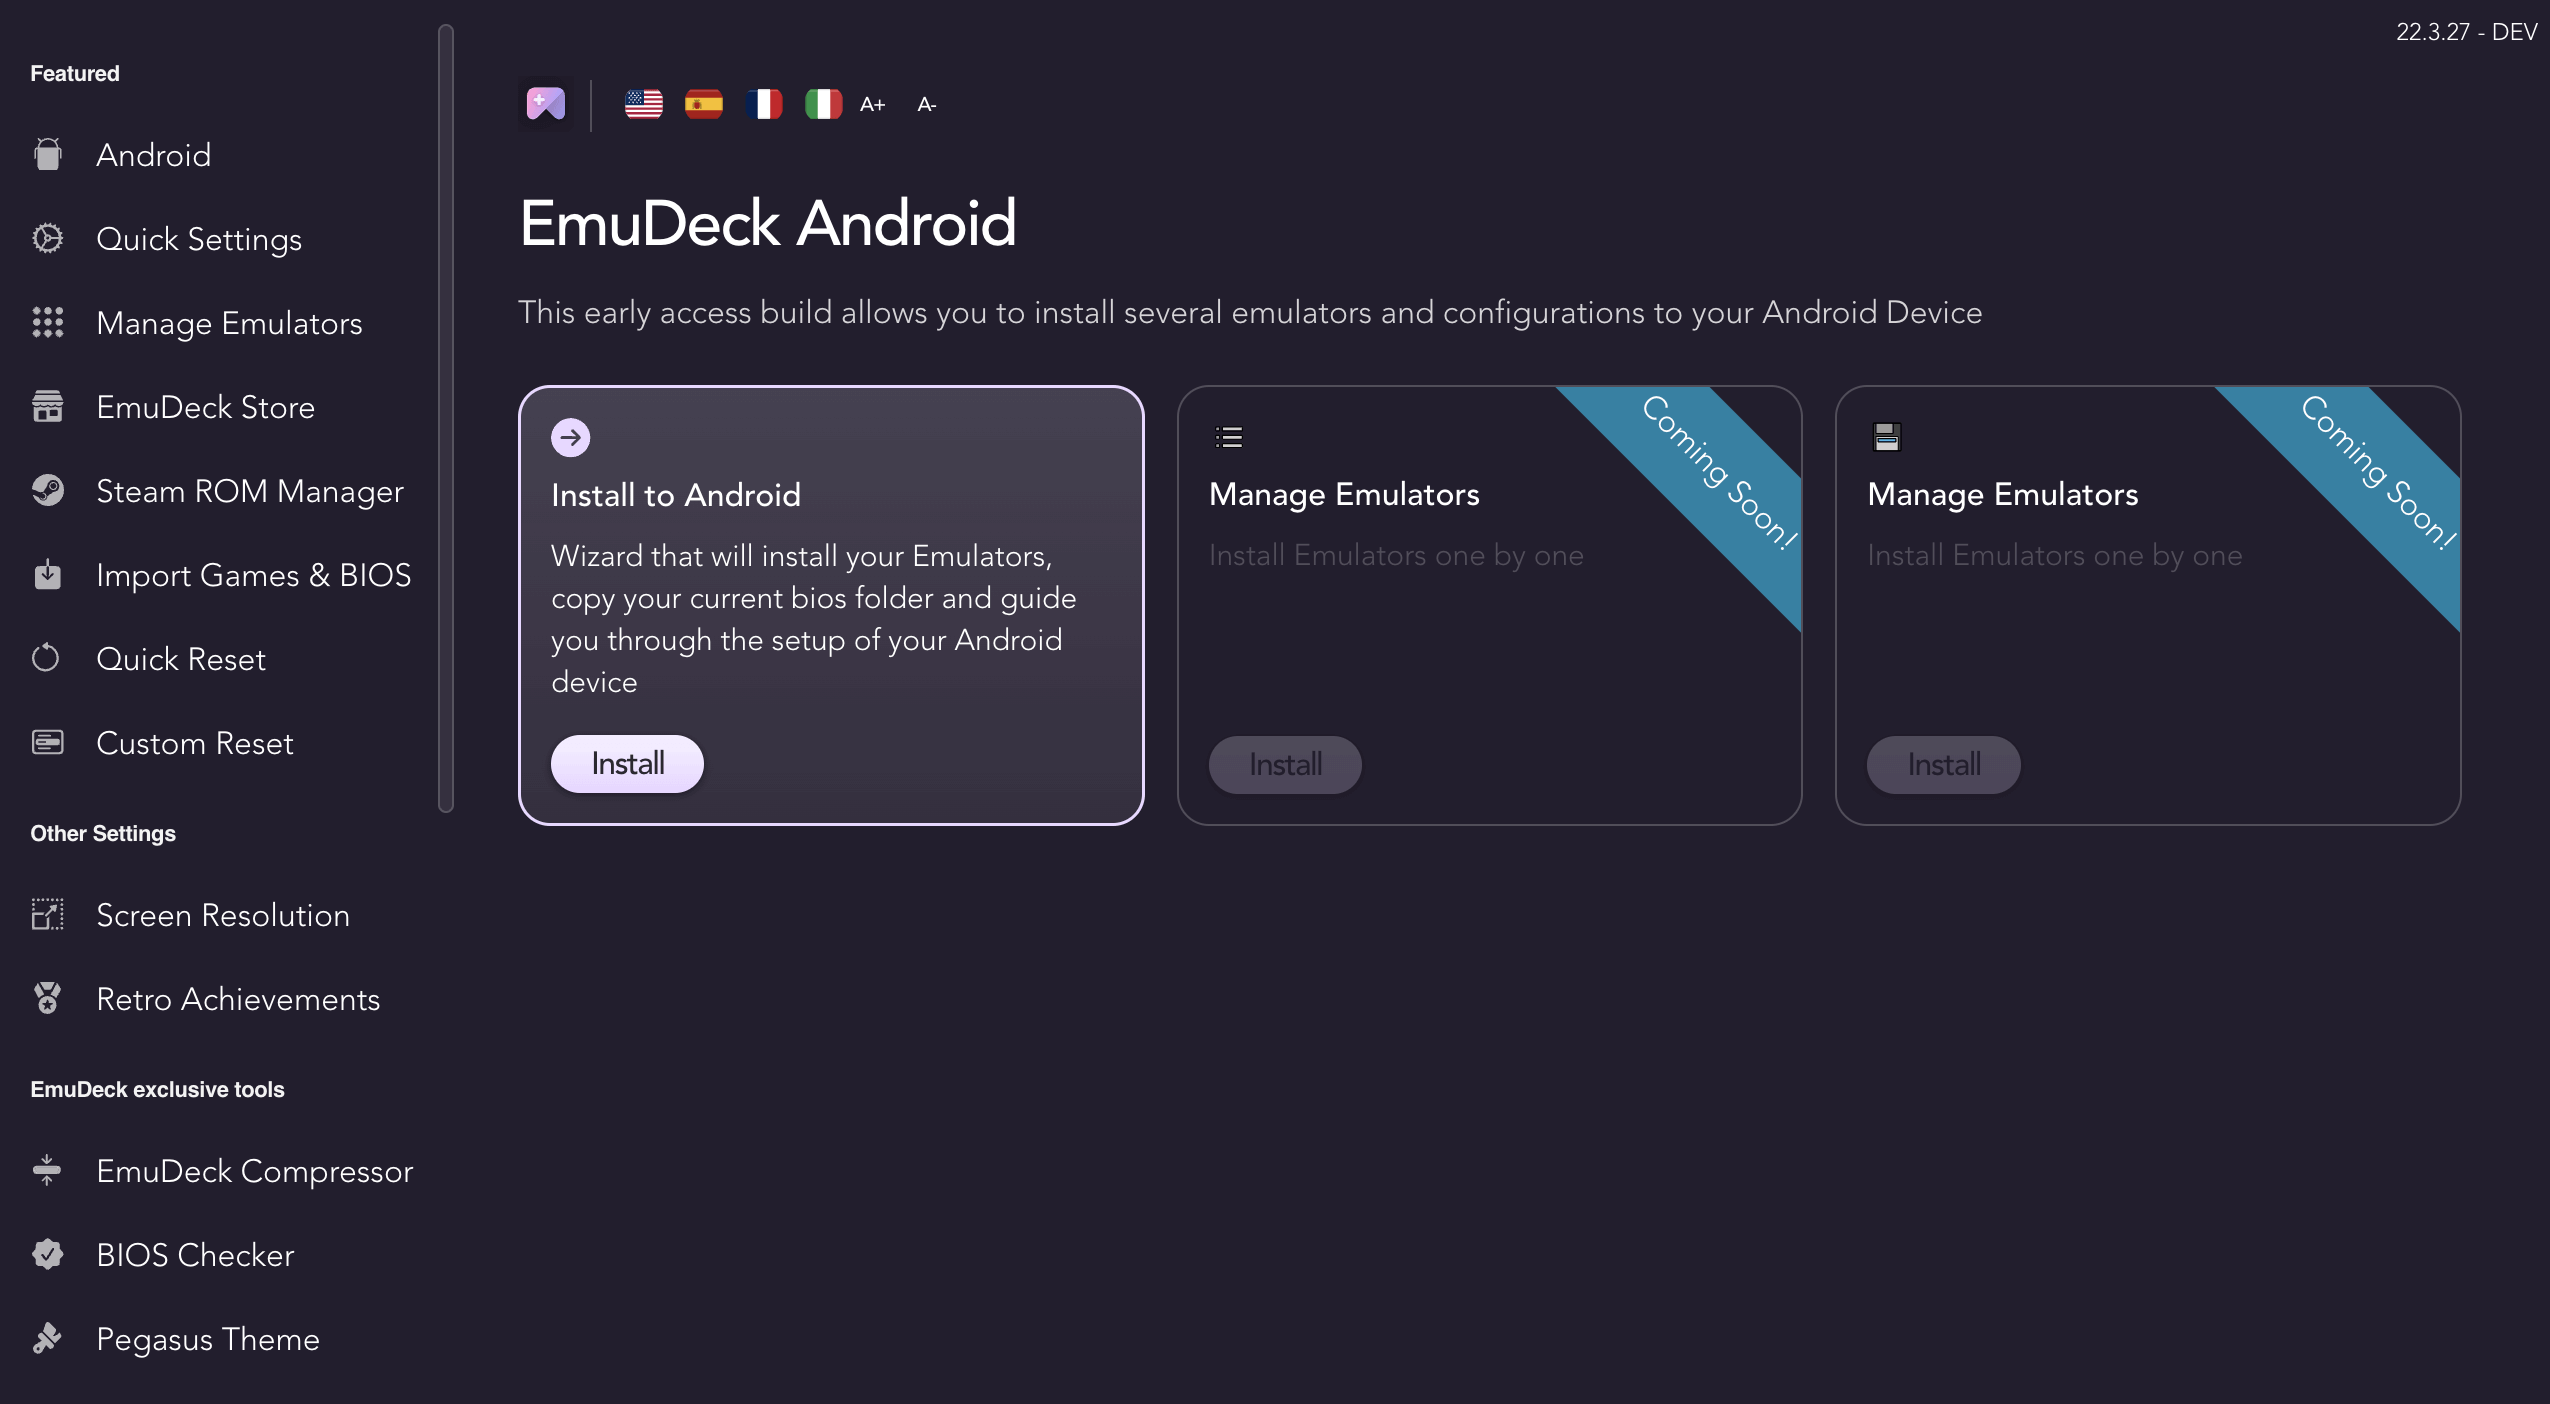 22.3.27 - DEV
Featured
Android
Quick Settings
Manage Emulators
EmuDeck Store
Steam ROM Manager
Import Games & BIOS
Quick Reset
Custom Reset
Other Settings
Screen Resolution
Retro Achievements
EmuDeck exclusive tools
EmuDeck Compressor
BIOS Checker
Pegasus Theme
A+ A-
EmuDeck Android
This early access build allows you to install several emulators and configurations to your Android Device
Install to Android
Wizard that will install your Emulators,
copy your current bios folder and guide
you through the setup of your Android
device
Install
Coming Soon!
Manage Emulators
Install Emulators one by one
Install
Coming Soon!
Manage Emulators
Install Emulators one by one
Install